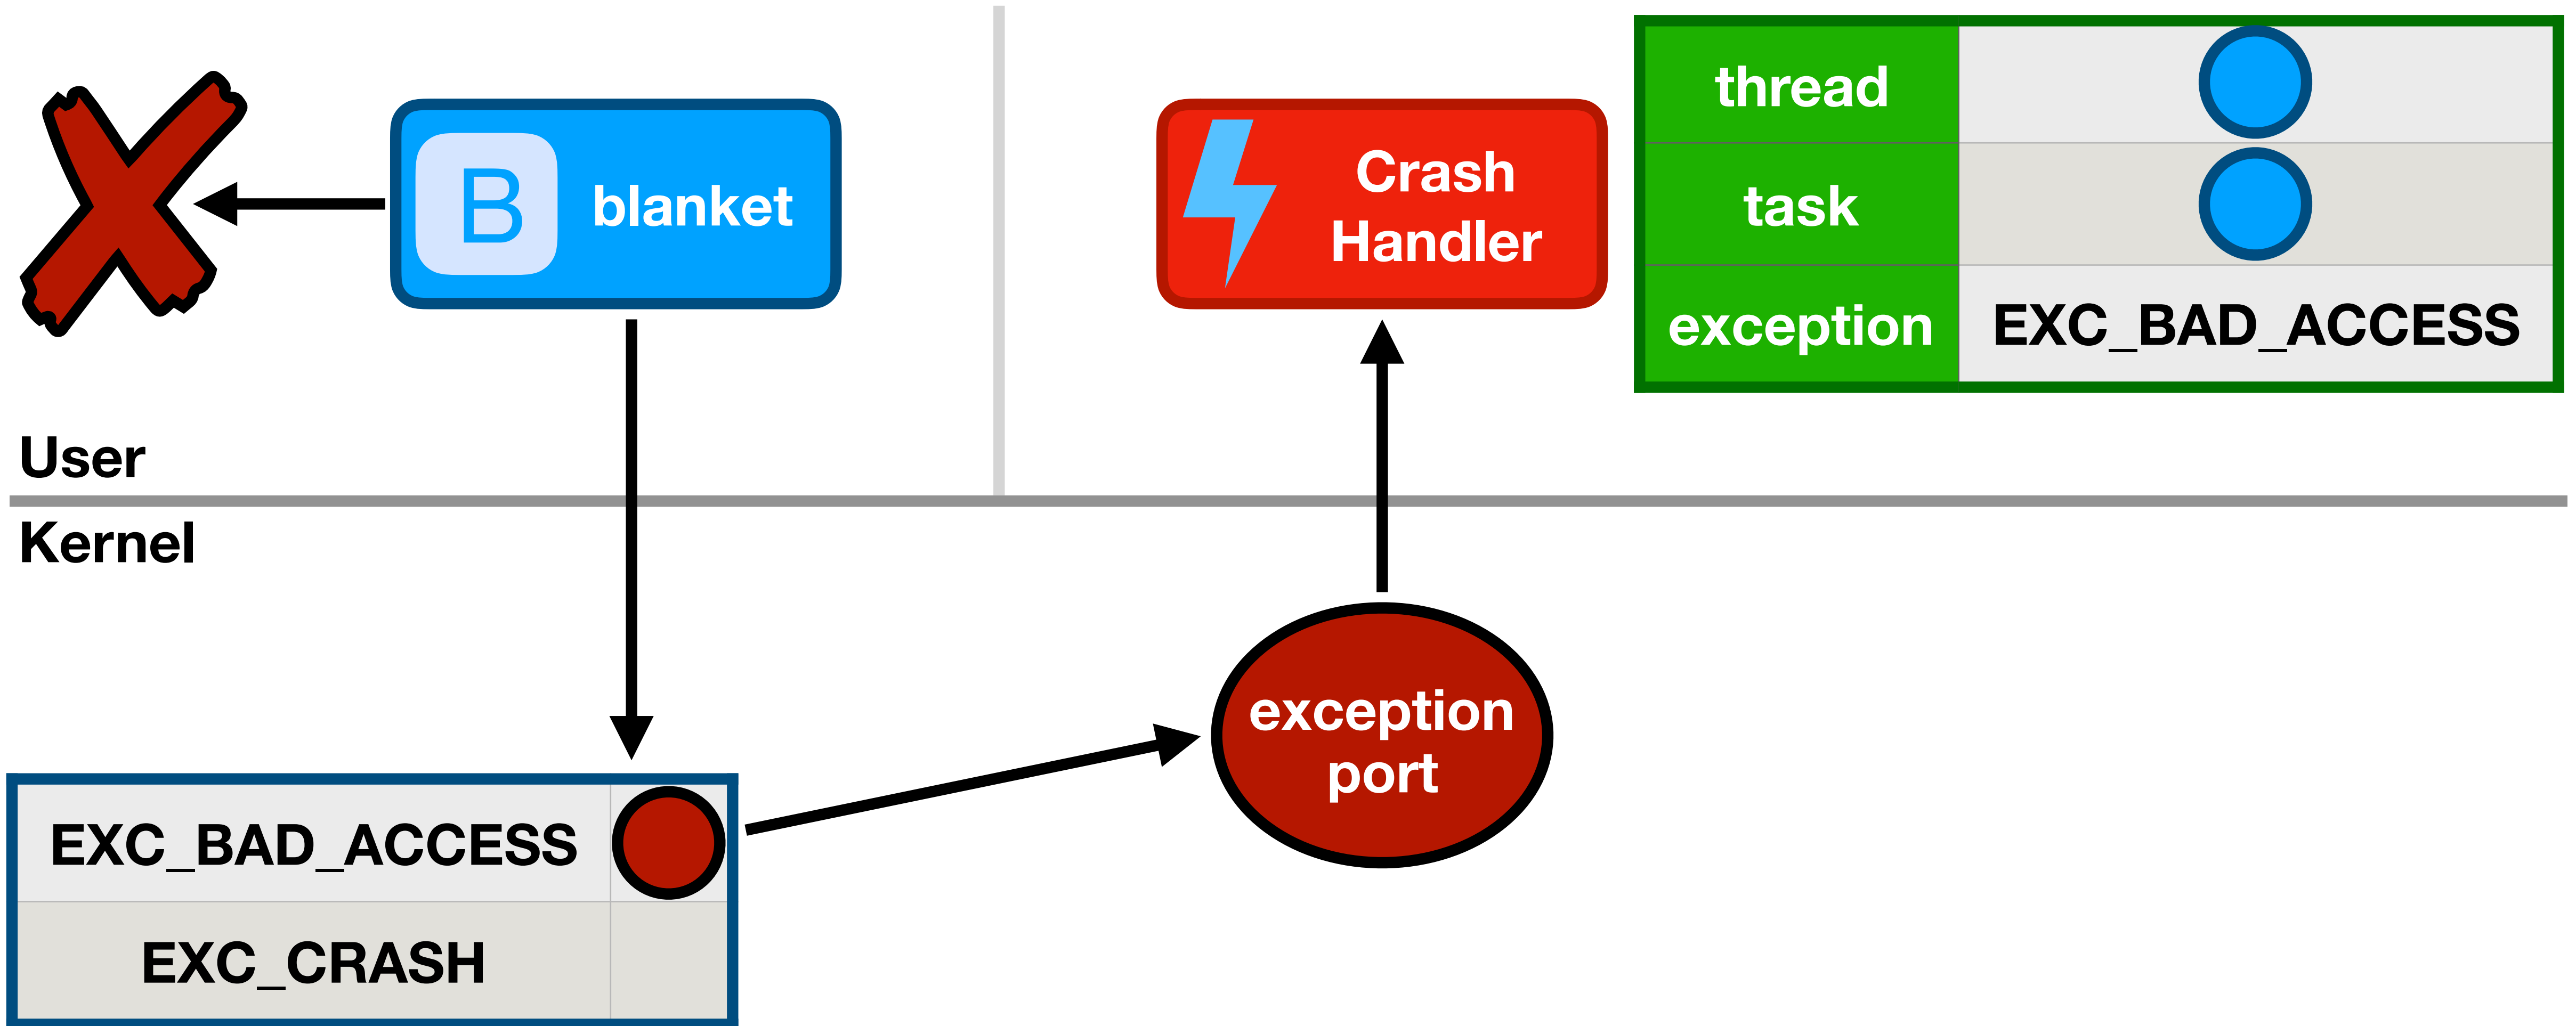 B blanket
Crash
Handler
thread
task
exception EXC_BAD_ACCESS
User
Kernel
exception
port
EXC_BAD_ACCESS
EXC_CRASH